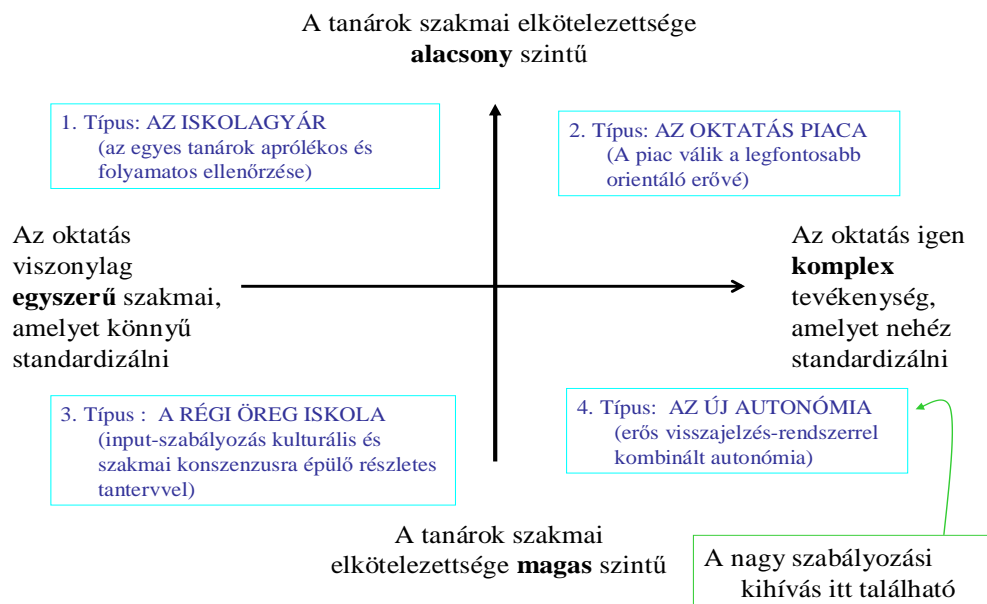 A tanárok szakmai elkötelezettsége
alacsony szintű
1. Típus: AZ ISKOLAGYÁR
(az egyes tanárok aprólékos és
folyamatos ellenőrzése)
2. Típus: AZ OKTATÁS PIACA
(A piac válik a legfontosabb
orientáló erővé)
Az oktatás
viszonylag
egyszerű szakmai,
amelyet könnyű
standardizálni
Az oktatás igen
komplex
tevékenység,
amelyet nehéz
standardizálni
3. Típus : A RÉGI ÖREG ISKOLA
(input-szabályozás kulturális és
szakmai konszenzusra épülő részletes
tantervvel)
4. Típus: AZ ÚJ AUTONÓMIA
(erős visszajelzés-rendszerrel
kombinált autonómia)
A tanárok szakmai
elkötelezettsége magas szintű
A nagy szabályozási
kihívás itt található